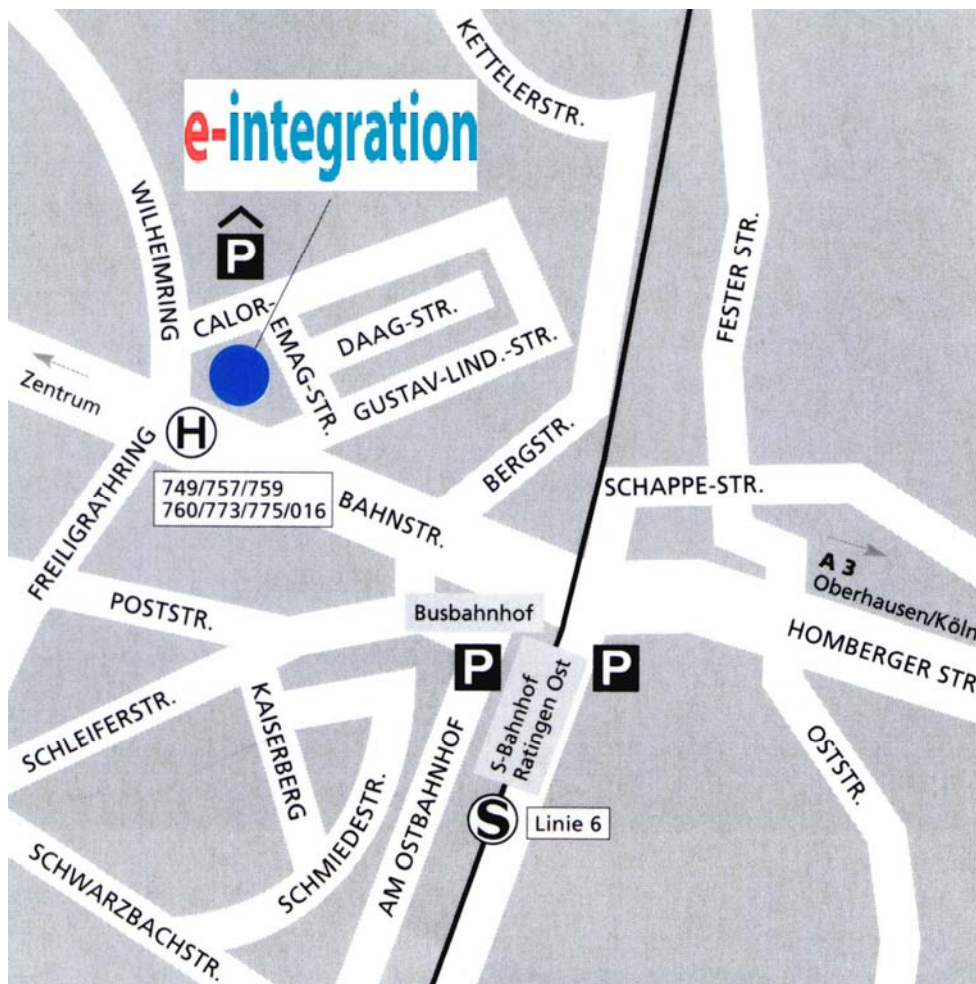 KETTELERSTR.
e-integration
WILHEIMRING
P
FESTER STR.
CALOR-
EMAG-STR.
DAAG-STR.
GUSTAV-LIND.-STR.
Zentrum
H
BERGSTR.
FREILIGRATHRING
749/757/759
760/773/775/016
BAHNSTR.
SCHAPPE-STR.
A 3
Oberhausen/Köln
POSTSTR.
Busbahnhof
HOMBERGER STR
P
P
S-Bahnhof
Ratingen Ost
SCHLEIFERSTR.
KAISERBERG
OSTSTR.
S
Linie 6
SCHMIEDESTR.
AM OSTBAHNHOF
SCHWARZBACHSTR.